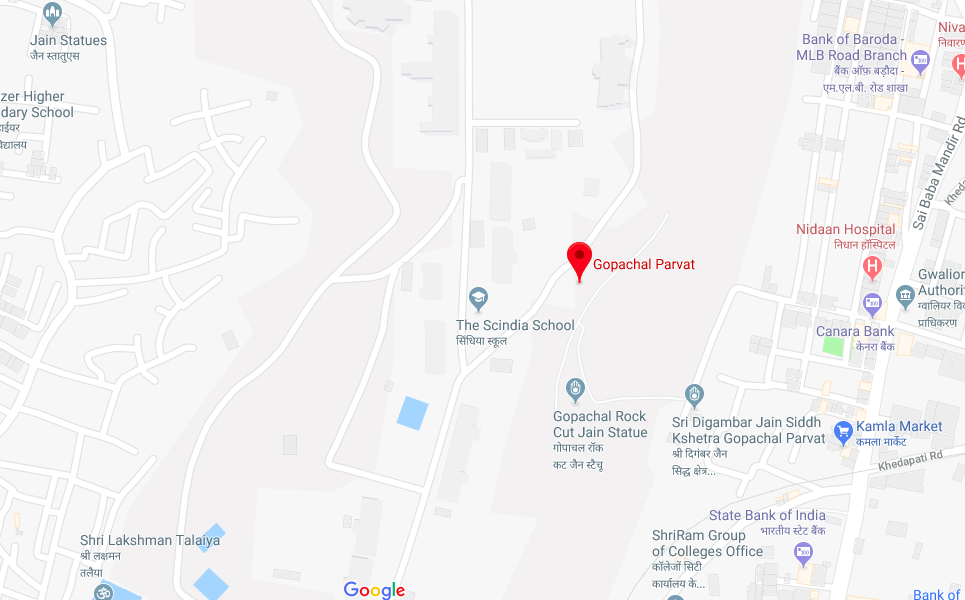 Jain Statues
जैन स्तातुएस
zer Higher
dary School
हाईयर
विद्यालय
Bank of Baroda -
MLB Road Branch
बैंक ऑफ़ बड़ौदा -
एम.एल.बी. रोड शाखा
Niva
निवारण
Sai Baba Mandir Rd
Kheda
Nidaan Hospital
निधान हॉस्पिटल
Gopachal Parvat
Gwalior
Authorit
ग्वालियर वि
प्राधिकरण
The Scindia School
सिंधिया स्कूल
Canara Bank
केनरा बैंक
Gopachal Rock
Cut Jain Statue
गोपाचल रॉक
कट जैन स्टैचू
Sri Digambar Jain Siddh
Kshetra Gopachal Parvat
श्री दिगंबर जैन
सिद्ध क्षेत्र...
Kamla Market
कमला मार्केट
Khedapati Rd
State Bank of India
भारतीय स्टेट बैंक
Shri Lakshman Talaiya
श्री लक्ष्मन
तलैया
ShriRam Group
of Colleges Office
कॉलेजों सिटी
कार्यालय के...
Google
Bank of